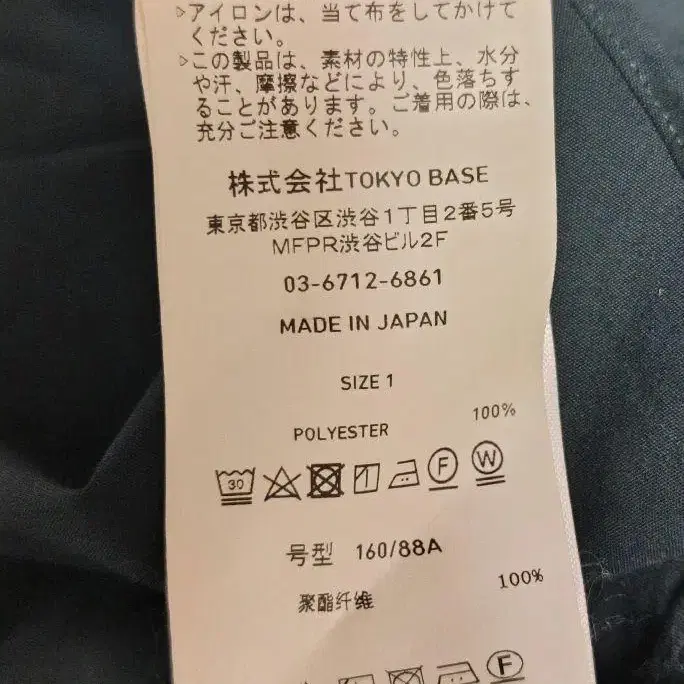 ▷アイロンは、当て布をしてかけて
ください。
▷この製品は、素材の特性上、水分
や汗、摩擦などにより、色落ちす
ることがあります。ご着用の際は、
充分ご注意ください。
株式会社TOKYO BASE
東京都渋谷区渋谷1丁目2番5号
MFPR渋谷ビル2F
03-6712-6861
MADE IN JAPAN
SIZE 1
POLYESTER 100%
30 F W
号型 160/88A
聚酯纤维 100%
F